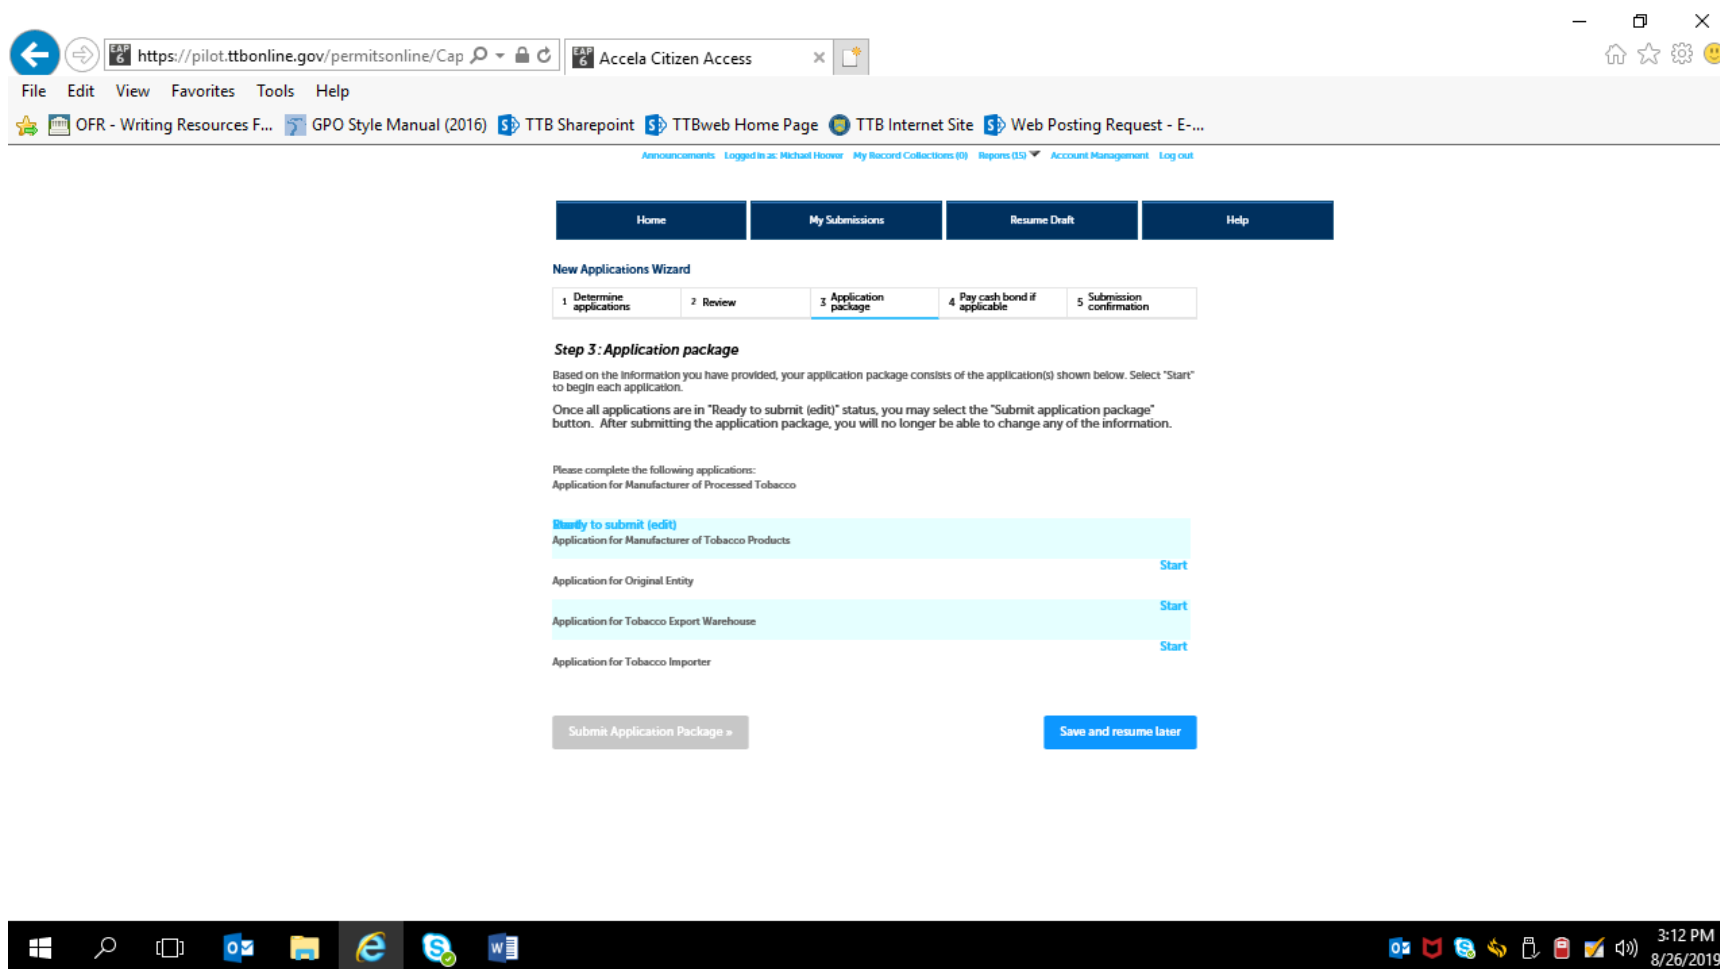 https://pilot.ttbonline.gov/permitsonline/Cap
EAP 6 Accela Citizen Access
File Edit View Favorites Tools Help
OFR - Writing Resources F... GPO Style Manual (2016) TTB Sharepoint TTBweb Home Page TTB Internet Site Web Posting Request - E-...
Announcements Logged in as: Michael Hoover My Record Collections (0) Reports (15) Account Management Log out
Home My Submissions Resume Draft Help
New Applications Wizard
1 Determine applications 2 Review 3 Application package 4 Pay cash bond if applicable 5 Submission confirmation
Step 3: Application package
Based on the information you have provided, your application package consists of the application(s) shown below. Select "Start"
to begin each application.
Once all applications are in "Ready to submit (edit)" status, you may select the "Submit application package"
button. After submitting the application package, you will no longer be able to change any of the information.
Please complete the following applications:
Application for Manufacturer of Processed Tobacco
to submit (edit)
Application for Manufacturer of Tobacco Products
Start
Application for Original Entity
Start
Application for Tobacco Export Warehouse
Start
Application for Tobacco Importer
Submit Application Package » Save and resume later
3:12 PM
8/26/2019